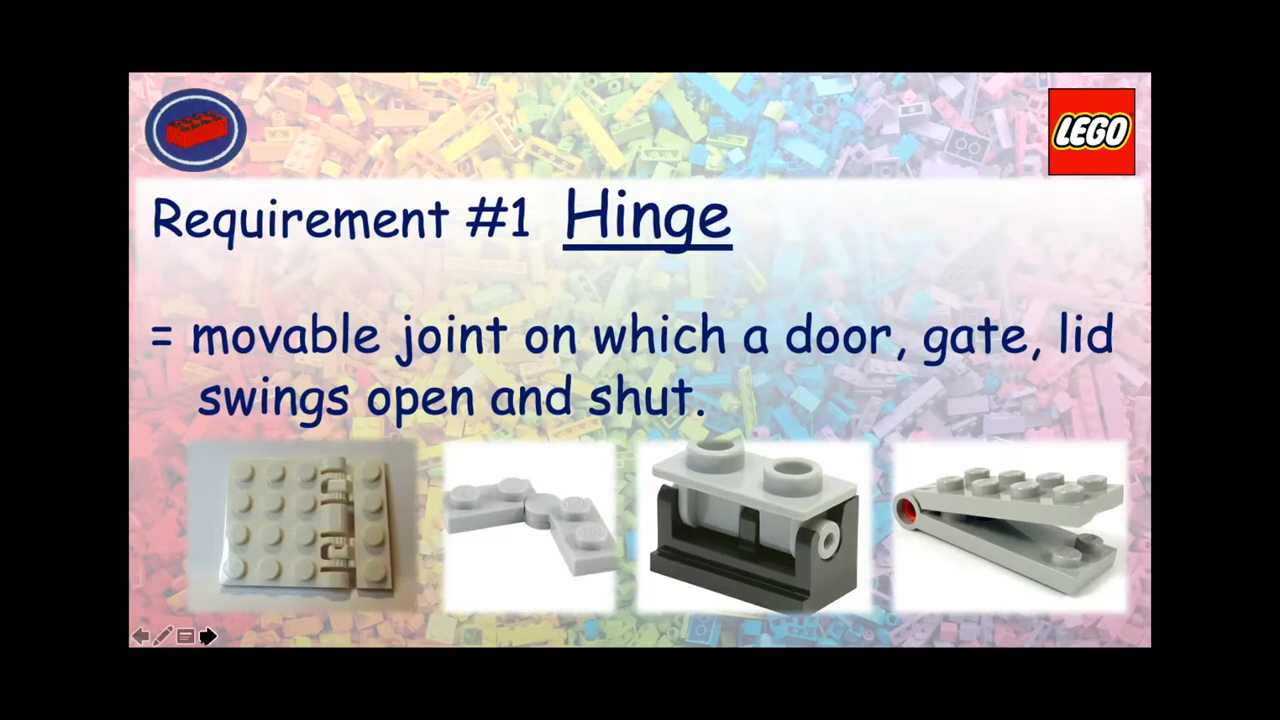 LEGO
Requirement #1 Hinge
= movable joint on which a door, gate, lid
swings open and shut.